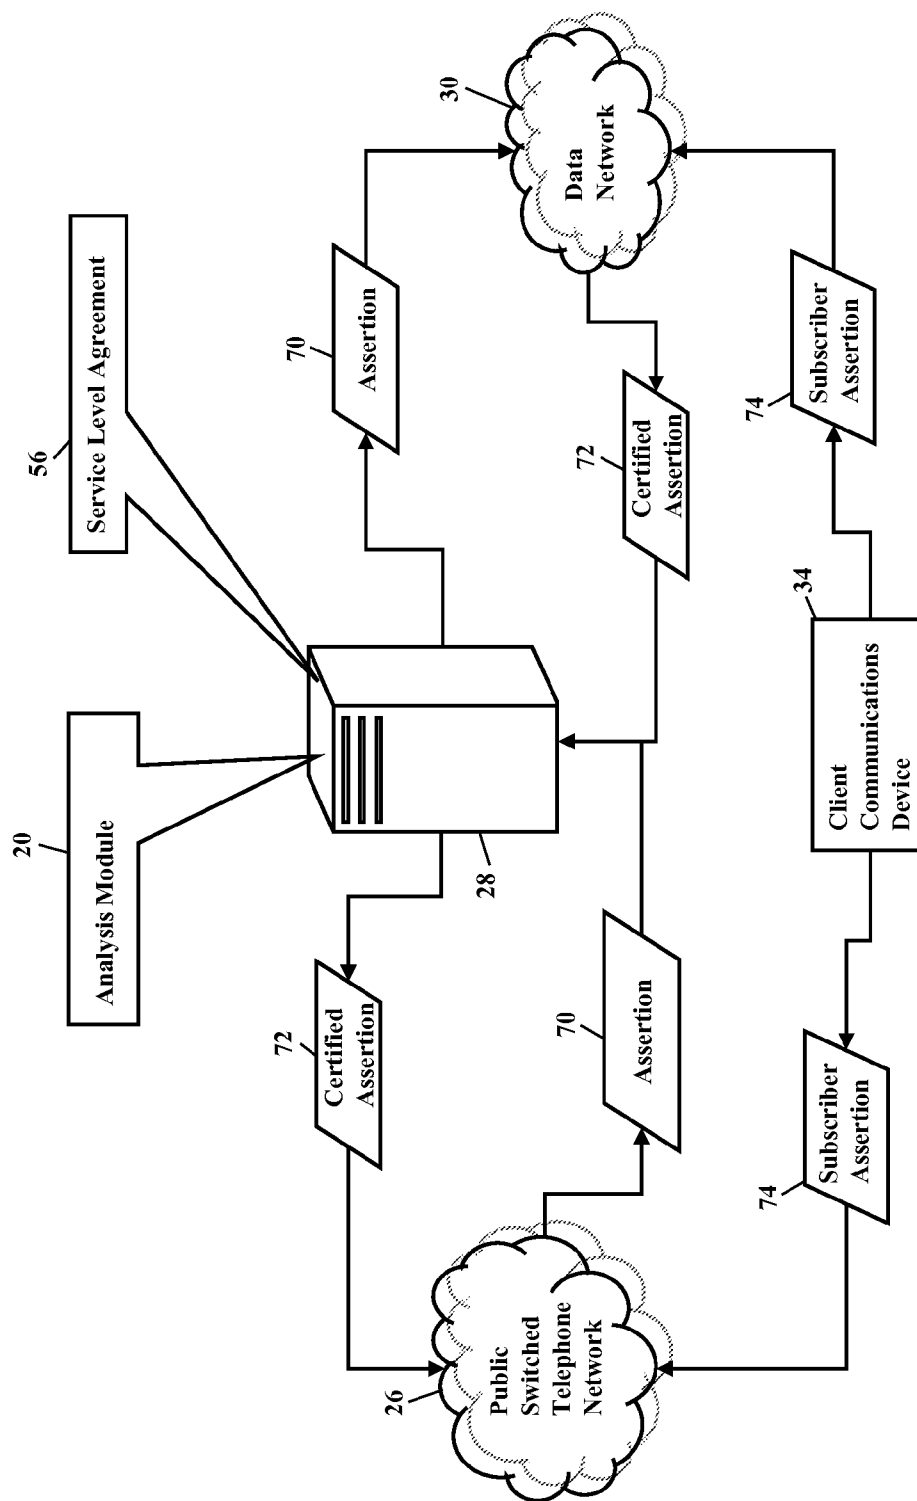 20
Analysis Module
56
Service Level Agreement
72
Certified
Assertion
70
Assertion
30
Data
Network
26
Public
Switched
Telephone
Network
28
70
Assertion
72
Certified
Assertion
74
Subscriber
Assertion
34
Client
Communications
Device
74
Subscriber
Assertion